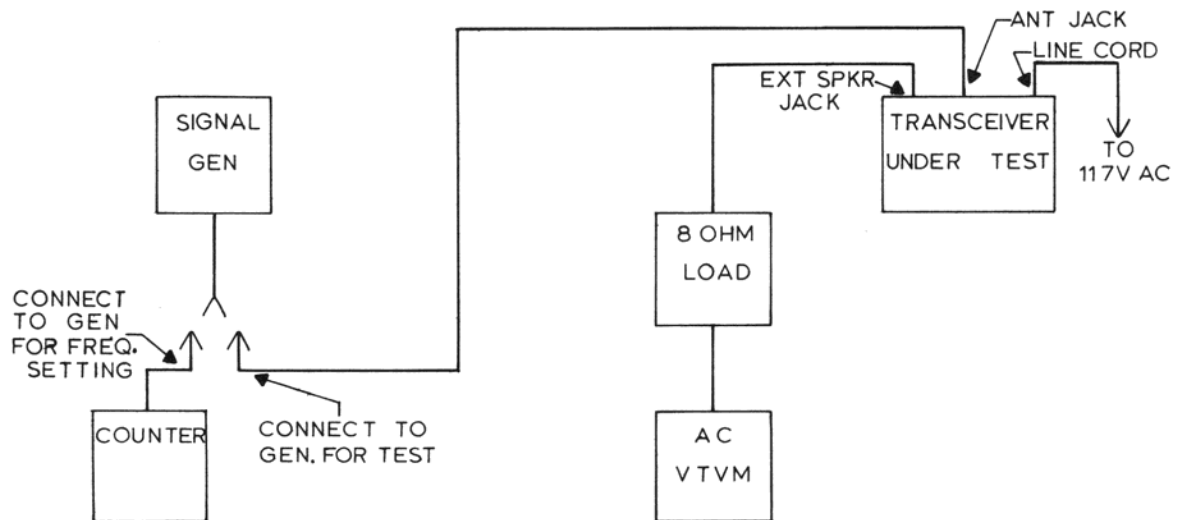 SIGNAL
GEN
CONNECT
TO GEN
FOR FREQ.
SETTING
COUNTER
CONNECT TO
GEN. FOR TEST
EXT SPKR
JACK
ANT JACK
LINE CORD
TRANSCEIVER
UNDER TEST
TO
117V AC
8 OHM
LOAD
AC
VTVM